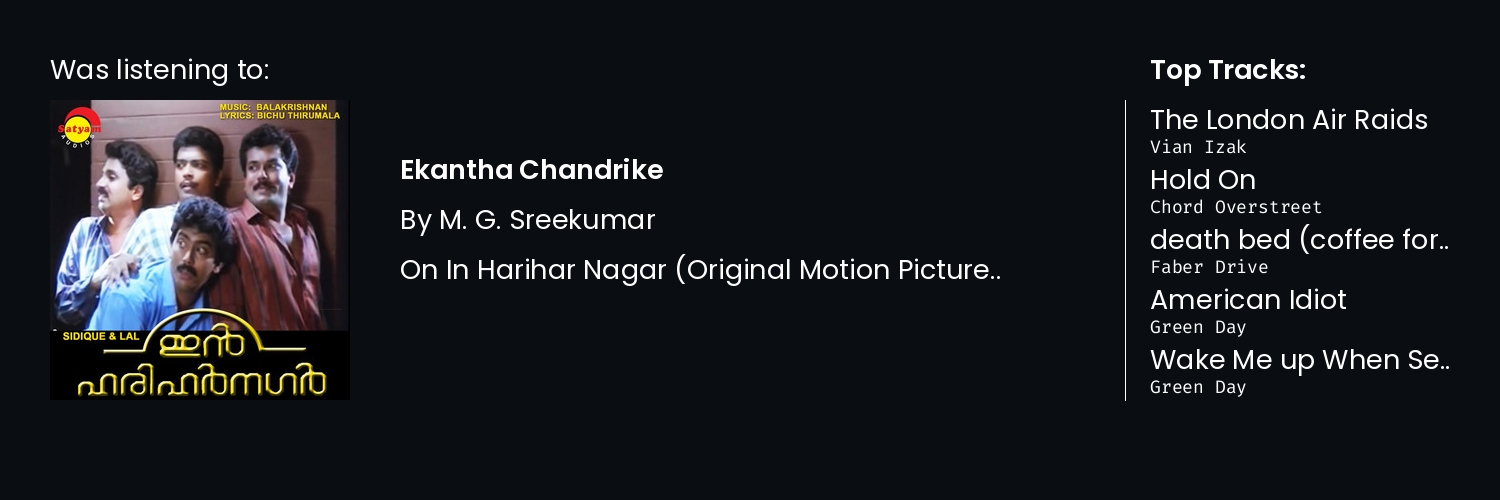 Was listening to:
MUSIC: BALAKRISHNAN
LYRICS: BICHU THIRUMALA
Satyam
AUDIOS
SIDIQUE & LAL
ഇൻ
ഹരിഹർനഗർ
Ekantha Chandrike
By M. G. Sreekumar
On In Harihar Nagar (Original Motion Picture..
Top Tracks:
The London Air Raids
Vian Izak
Hold On
Chord Overstreet
death bed (coffee for..
Faber Drive
American Idiot
Green Day
Wake Me up When Se..
Green Day